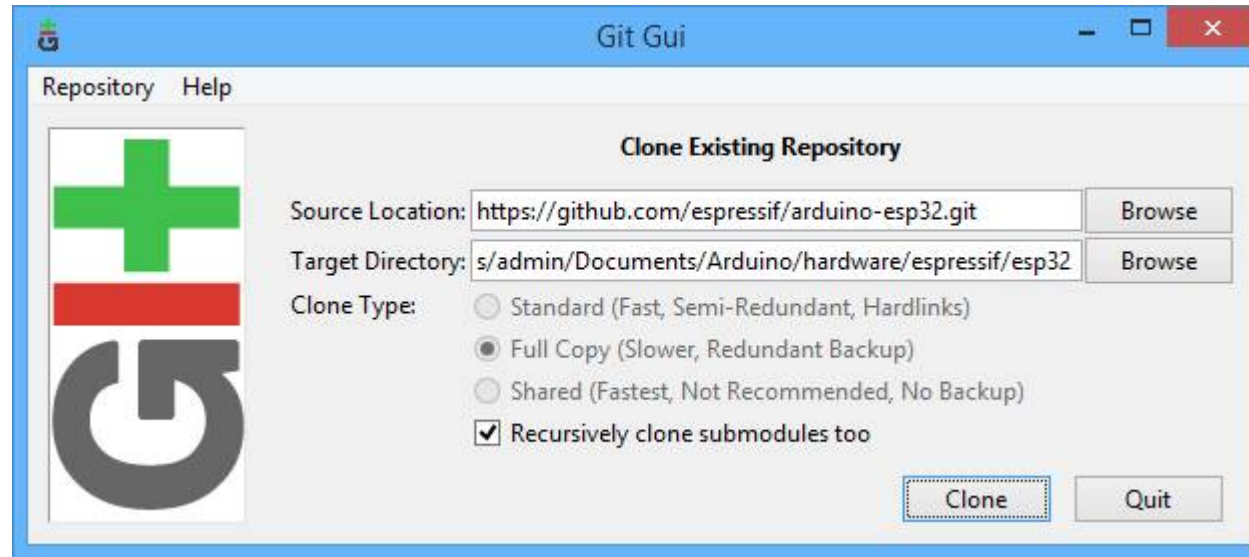 Git Gui
Repository Help
Clone Existing Repository
Source Location: https://github.com/espressif/arduino-esp32.git Browse
Target Directory: s/admin/Documents/Arduino/hardware/espressif/esp32 Browse
Clone Type: Standard (Fast, Semi-Redundant, Hardlinks)
Full Copy (Slower, Redundant Backup)
Shared (Fastest, Not Recommended, No Backup)
Recursively clone submodules too
Clone Quit